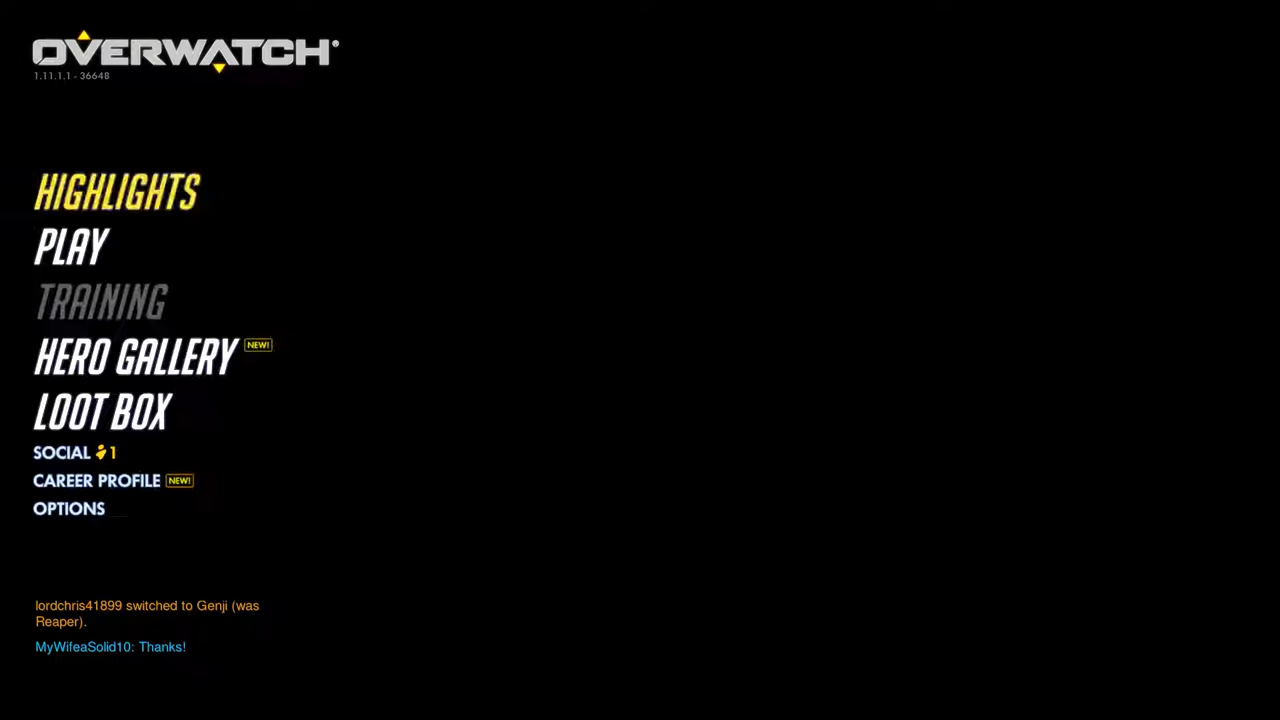 OVERWATCH®
1.11.1.1 - 36648
HIGHLIGHTS
PLAY
TRAINING
HERO GALLERY NEW!
LOOT BOX
SOCIAL 1
CAREER PROFILE NEW!
OPTIONS
lordchris41899 switched to Genji (was
Reaper).
MyWifeaSolid10: Thanks!